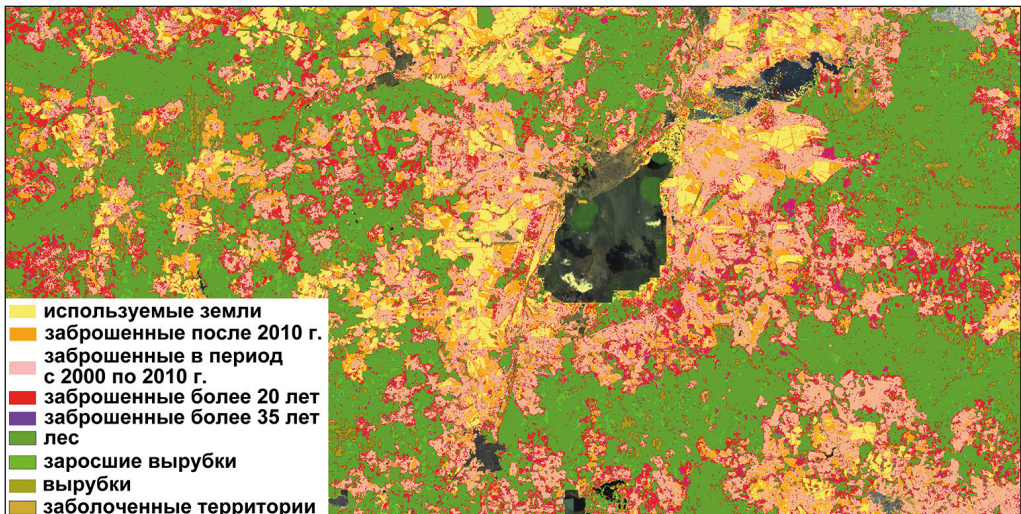 используемые земли
заброшенные после 2010 г.
заброшенные в период
с 2000 по 2010 г.
заброшенные более 20 лет
заброшенные более 35 лет
лес
заросшие вырубки
вырубки
заболоченные территории